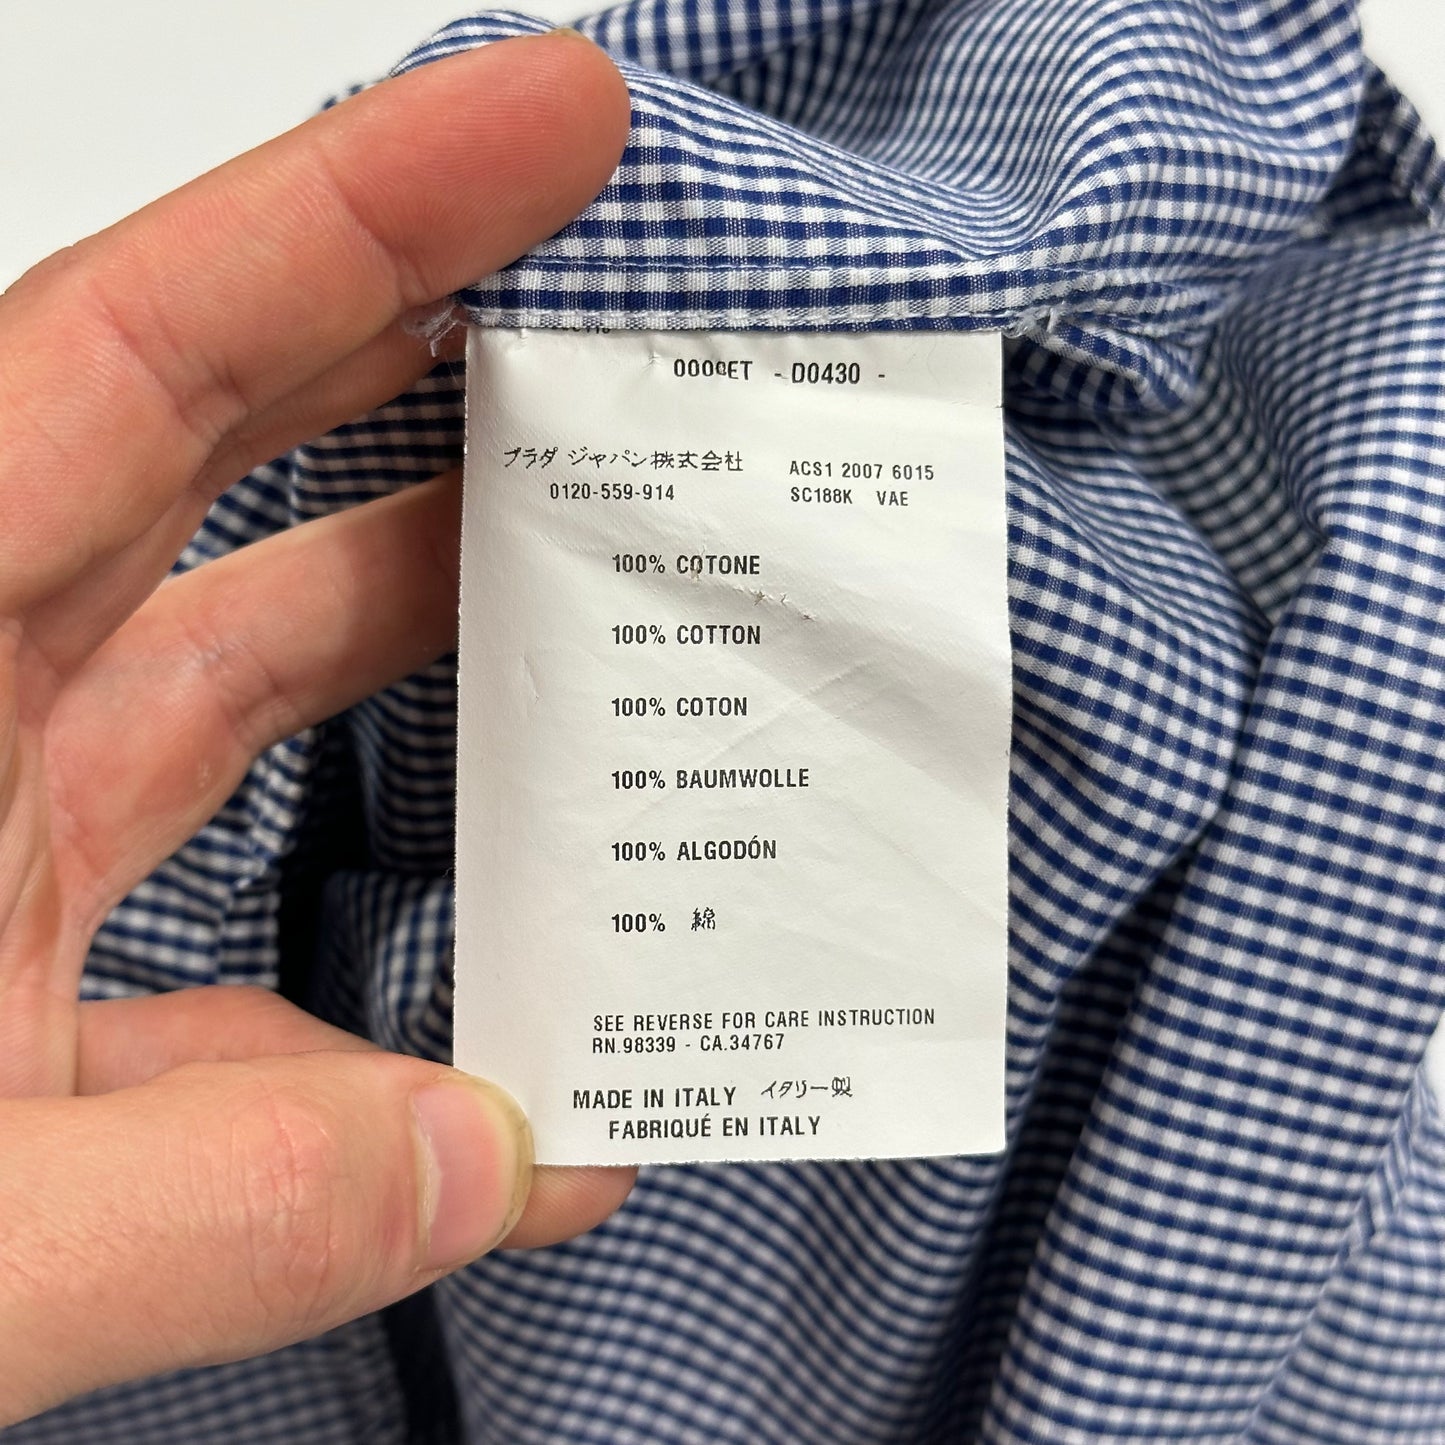 0000ET - D0430 -
プラダ ジャパン株式会社
0120-559-914
ACS1 2007 6015
SC188K VAE
100% COTONE
100% COTTON
100% COTON
100% BAUMWOLLE
100% ALGODÓN
100% 綿
SEE REVERSE FOR CARE INSTRUCTION
RN.98339 - CA.34767
MADE IN ITALY イタリー製
FABRIQUÉ EN ITALY